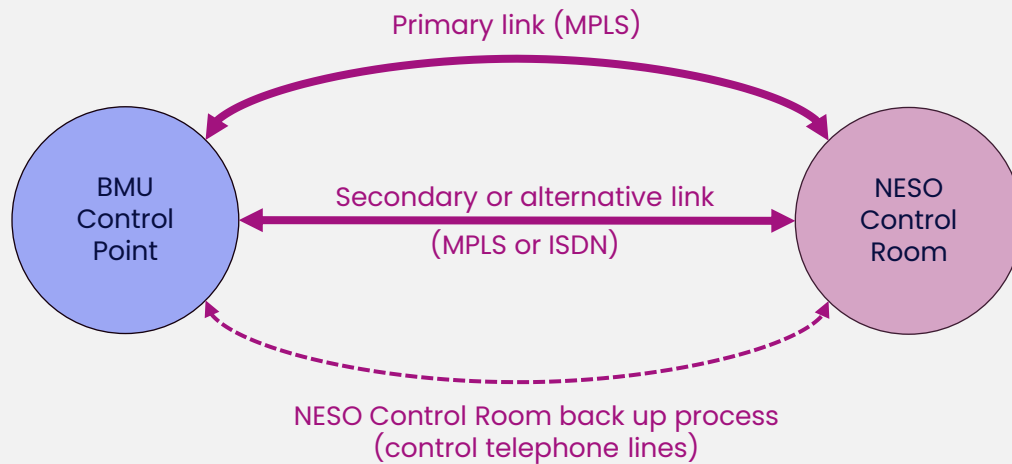 Primary link (MPLS)
BMU
Control
Point
Secondary or alternative link
(MPLS or ISDN)
NESO
Control
Room
NESO Control Room back up process
(control telephone lines)